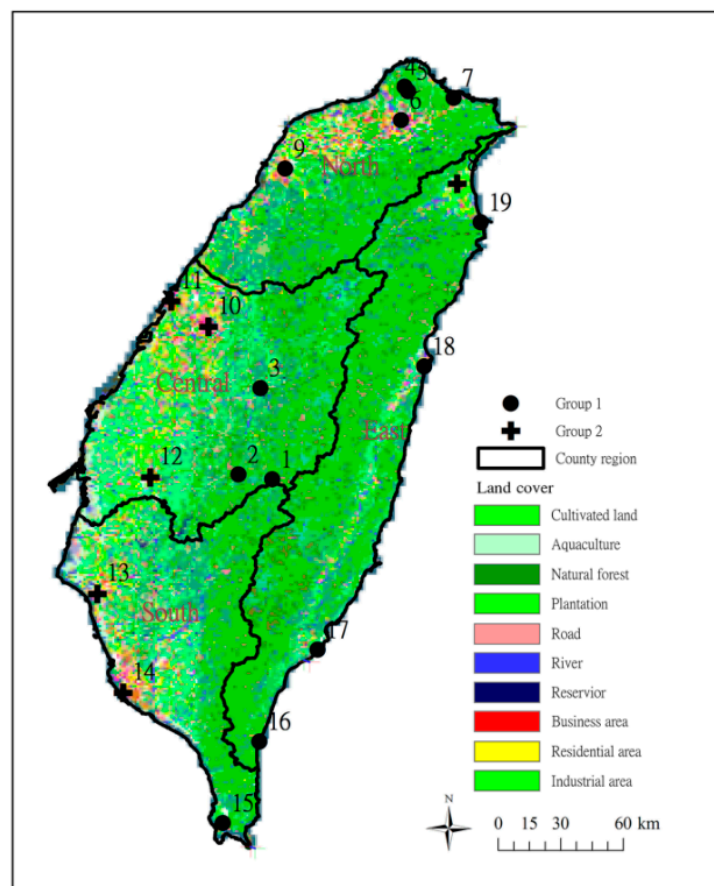 4
5
7
6
9
North
8
19
11
10
18
3
Central
East
2
1
12
13
South
14
17
16
15
Group 1
Group 2
County region
Land cover
Cultivated land
Aquaculture
Natural forest
Plantation
Road
River
Reservior
Business area
Residential area
Industrial area
N
0 15 30 60 km